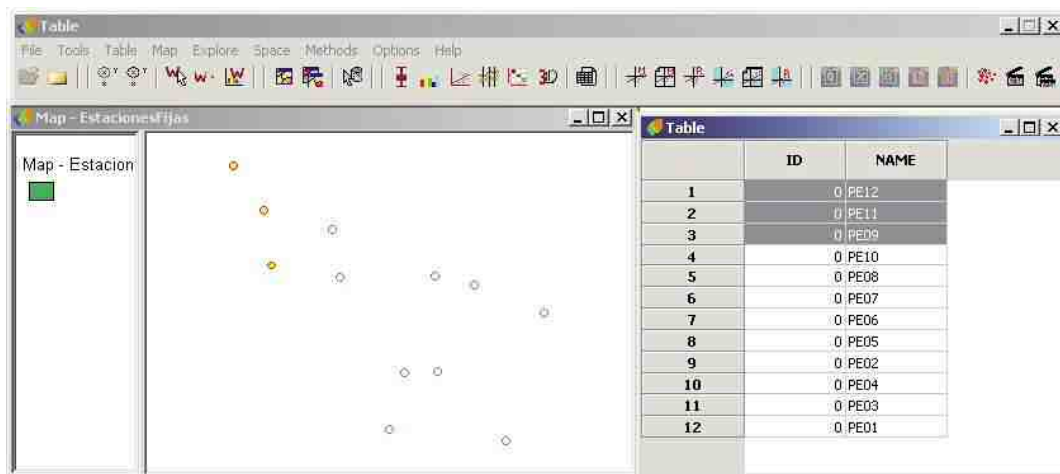 Table
File Tools Table Map Explore Space Methods Options Help
W W W 3D
Map - EstacionesFijas
Map - Estacion
Table
ID NAME
1 0 PE12
2 0 PE11
3 0 PE09
4 0 PE10
5 0 PE08
6 0 PE07
7 0 PE06
8 0 PE05
9 0 PE02
10 0 PE04
11 0 PE03
12 0 PE01